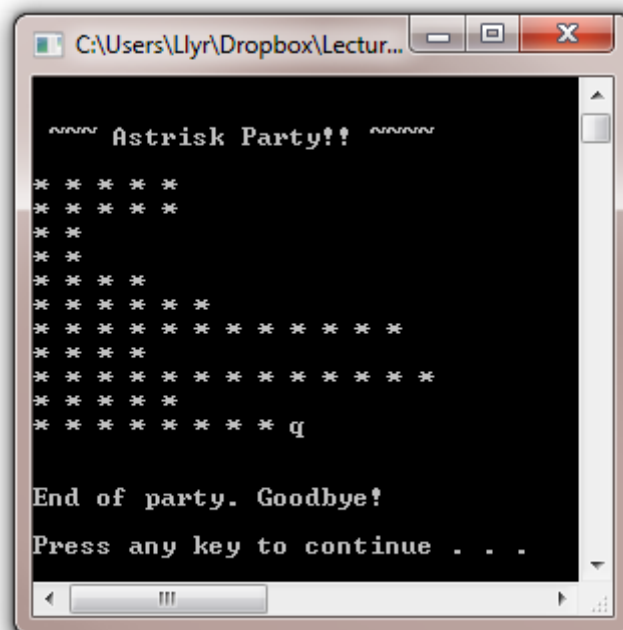 C:\Users\Llyr\Dropbox\Lectur...
~~~ Astrisk Party!! ~~~~
* * * * *
* * * * *
* *
* *
* * * *
* * * * * *
* * * * * * * * * * * *
* * * *
* * * * * * * * * * * * *
* * * * *
* * * * * * * * q
End of party. Goodbye!
Press any key to continue . . .